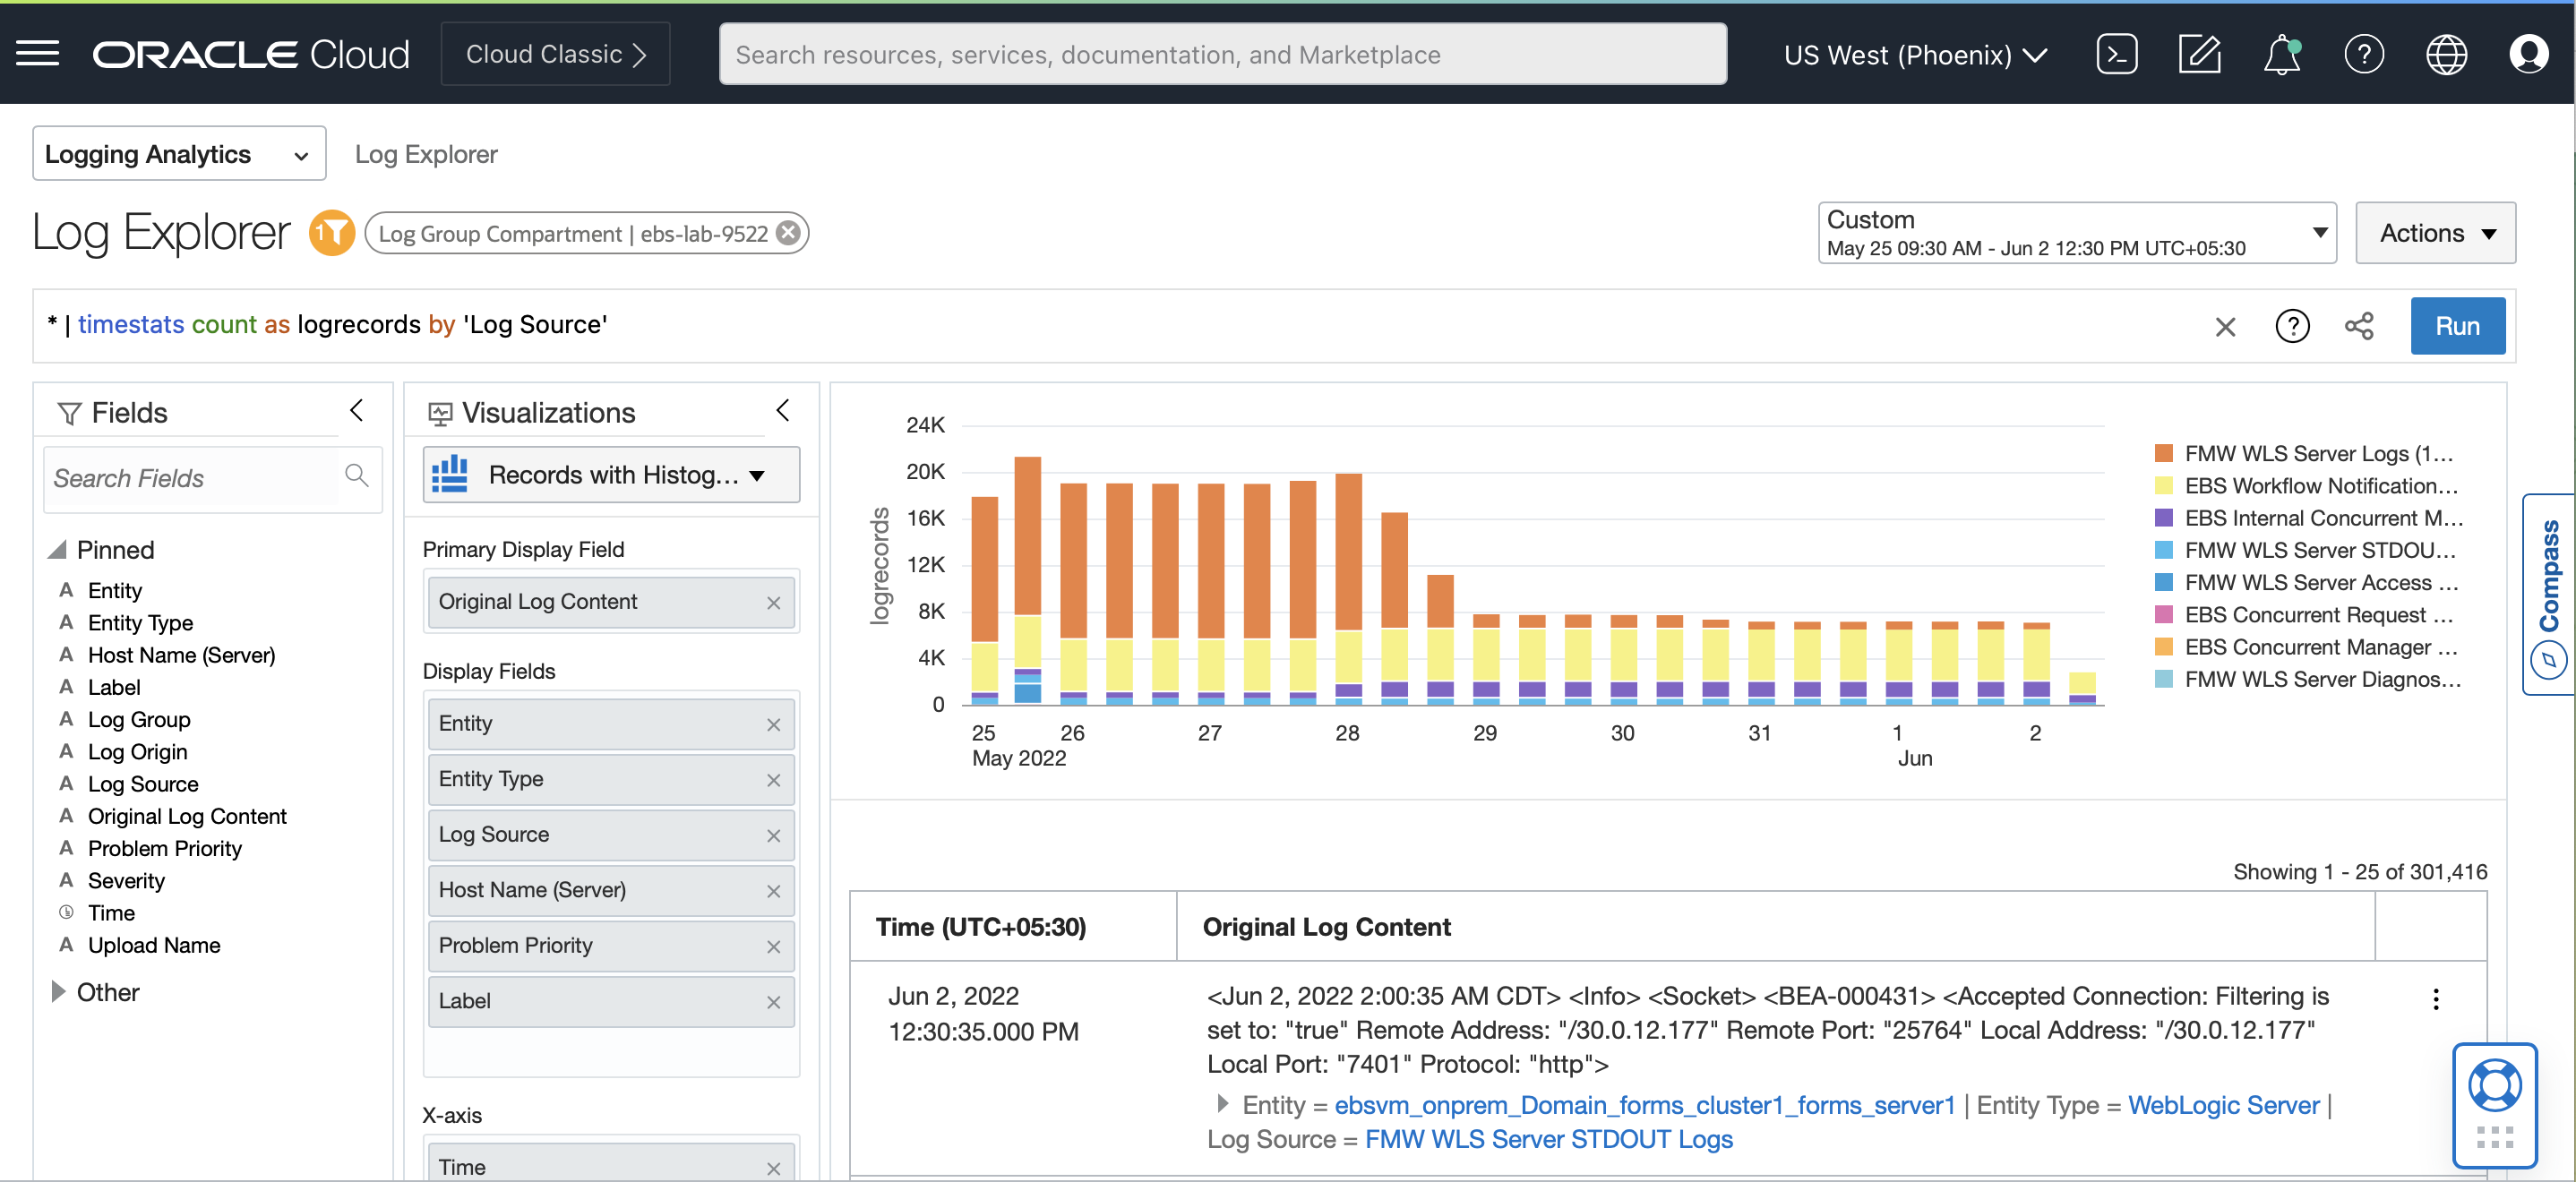 ORACLE Cloud
Cloud Classic
Search resources, services, documentation, and Marketplace
US West (Phoenix)
Logging Analytics
Log Explorer
Log Explorer
1
Log Group Compartment | ebs-lab-9522
Custom
May 25 09:30 AM - Jun 2 12:30 PM UTC+05:30
Actions
* | timestats count as logrecords by 'Log Source'
Run
Fields
Search Fields
Pinned
A Entity
A Entity Type
A Host Name (Server)
A Label
A Log Group
A Log Origin
A Log Source
A Original Log Content
A Problem Priority
A Severity
Time
A Upload Name
Other
Visualizations
Records with Histog...
Primary Display Field
Original Log Content
Display Fields
Entity
Entity Type
Log Source
Host Name (Server)
Problem Priority
Label
X-axis
Time
logrecords
24K
20K
16K
12K
8K
4K
0
25 26 27 28 29 30 31 1 2
May 2022 Jun
FMW WLS Server Logs (1...
EBS Workflow Notification...
EBS Internal Concurrent M...
FMW WLS Server STDOU...
FMW WLS Server Access ...
EBS Concurrent Request ...
EBS Concurrent Manager ...
FMW WLS Server Diagnos...
Compass
Showing 1 - 25 of 301,416
Time (UTC+05:30)
Original Log Content
Jun 2, 2022
12:30:35.000 PM
<Jun 2, 2022 2:00:35 AM CDT> <Info> <Socket> <BEA-000431> <Accepted Connection: Filtering is
set to: "true" Remote Address: "/30.0.12.177" Remote Port: "25764" Local Address: "/30.0.12.177"
Local Port: "7401" Protocol: "http">
Entity = ebsvm_onprem_Domain_forms_cluster1_forms_server1 | Entity Type = WebLogic Server |
Log Source = FMW WLS Server STDOUT Logs